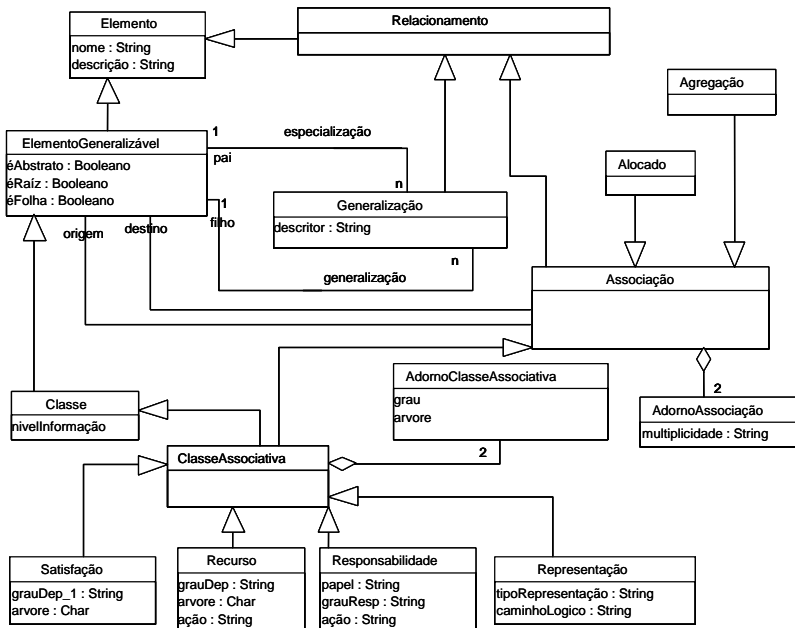 Elemento
nome : String
descrição : String
Relacionamento
Agregação
ElementoGeneralizável
éAbstrato : Booleano
éRaíz : Booleano
éFolha : Booleano
1
pai
especialização
n
1
filho
origem
destino
Generalização
descritor : String
n
generalização
Alocado
Associação
2
AdornoAssociação
multiplicidade : String
AdornoClasseAssociativa
grau
arvore
2
Classe
nivelInformação
ClasseAssociativa
Satisfação
grauDep_1 : String
arvore : Char
Recurso
grauDep : String
arvore : Char
ação : String
Responsabilidade
papel : String
grauResp : String
ação : String
Representação
tipoRepresentação : String
caminhoLogico : String